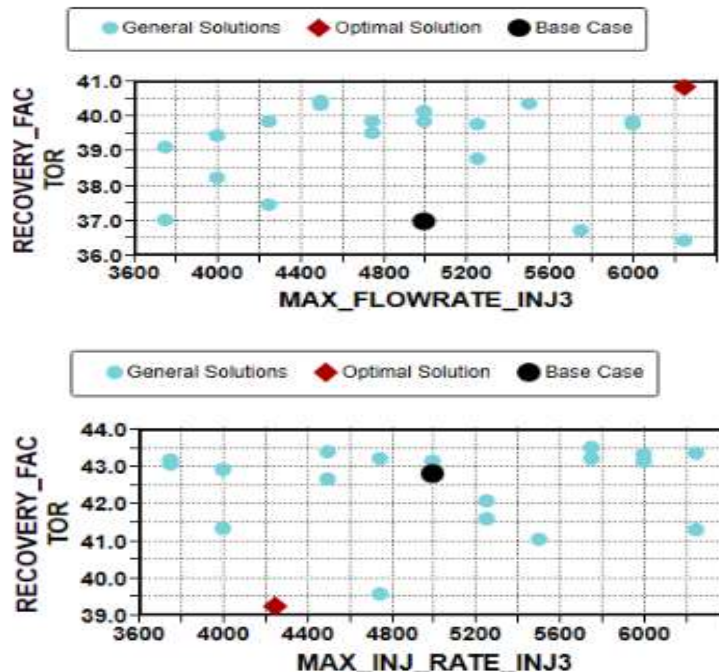 General Solutions Optimal Solution Base Case
41.0
40.0
39.0
38.0
37.0
36.0
RECOVERY_FAC
TOR
3600 4000 4400 4800 5200 5600 6000
MAX_FLOWRATE_INJ3
General Solutions Optimal Solution Base Case
44.0
43.0
42.0
41.0
40.0
39.0
RECOVERY_FAC
TOR
3600 4000 4400 4800 5200 5600 6000
MAX_INJ_RATE_INJ3